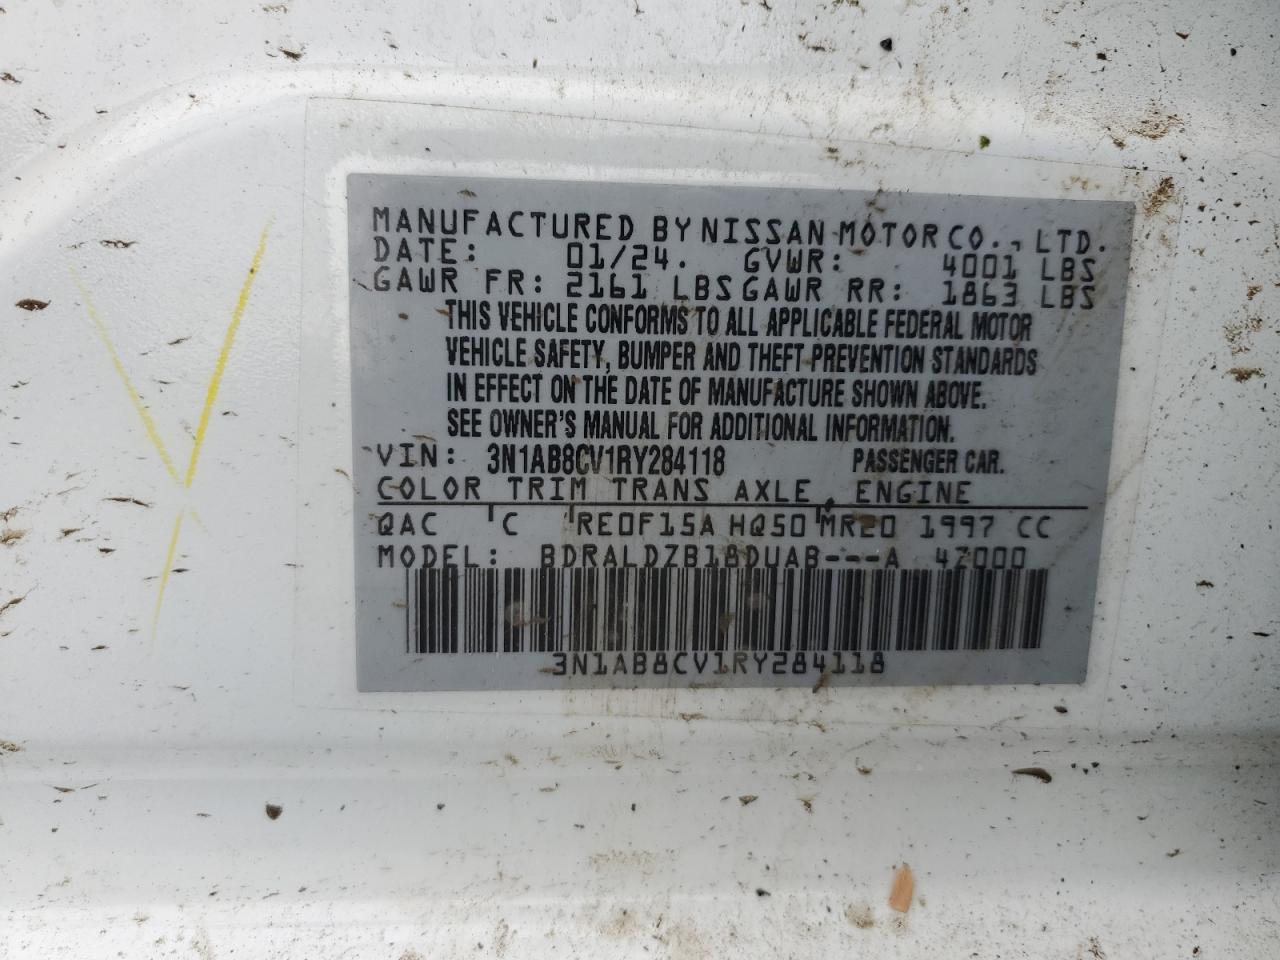 MANUFACTURED BY NISSAN MOTOR CO., LTD.
DATE: 01/24. GVWR: 4001 LBS
GAWR FR: 2161 LBS GAWR RR: 1863 LBS
THIS VEHICLE CONFORMS TO ALL APPLICABLE FEDERAL MOTOR
VEHICLE SAFETY, BUMPER AND THEFT PREVENTION STANDARDS
IN EFFECT ON THE DATE OF MANUFACTURE SHOWN ABOVE.
SEE OWNER'S MANUAL FOR ADDITIONAL INFORMATION.
VIN: 3N1AB8CV1RY284118 PASSENGER CAR.
COLOR TRIM TRANS AXLE ENGINE
QAC C RE0F15A HQ50 MR20 1997 CC
MODEL: BDRALDZB18DUAB---A 4Z000
3N1AB8CV1RY284118